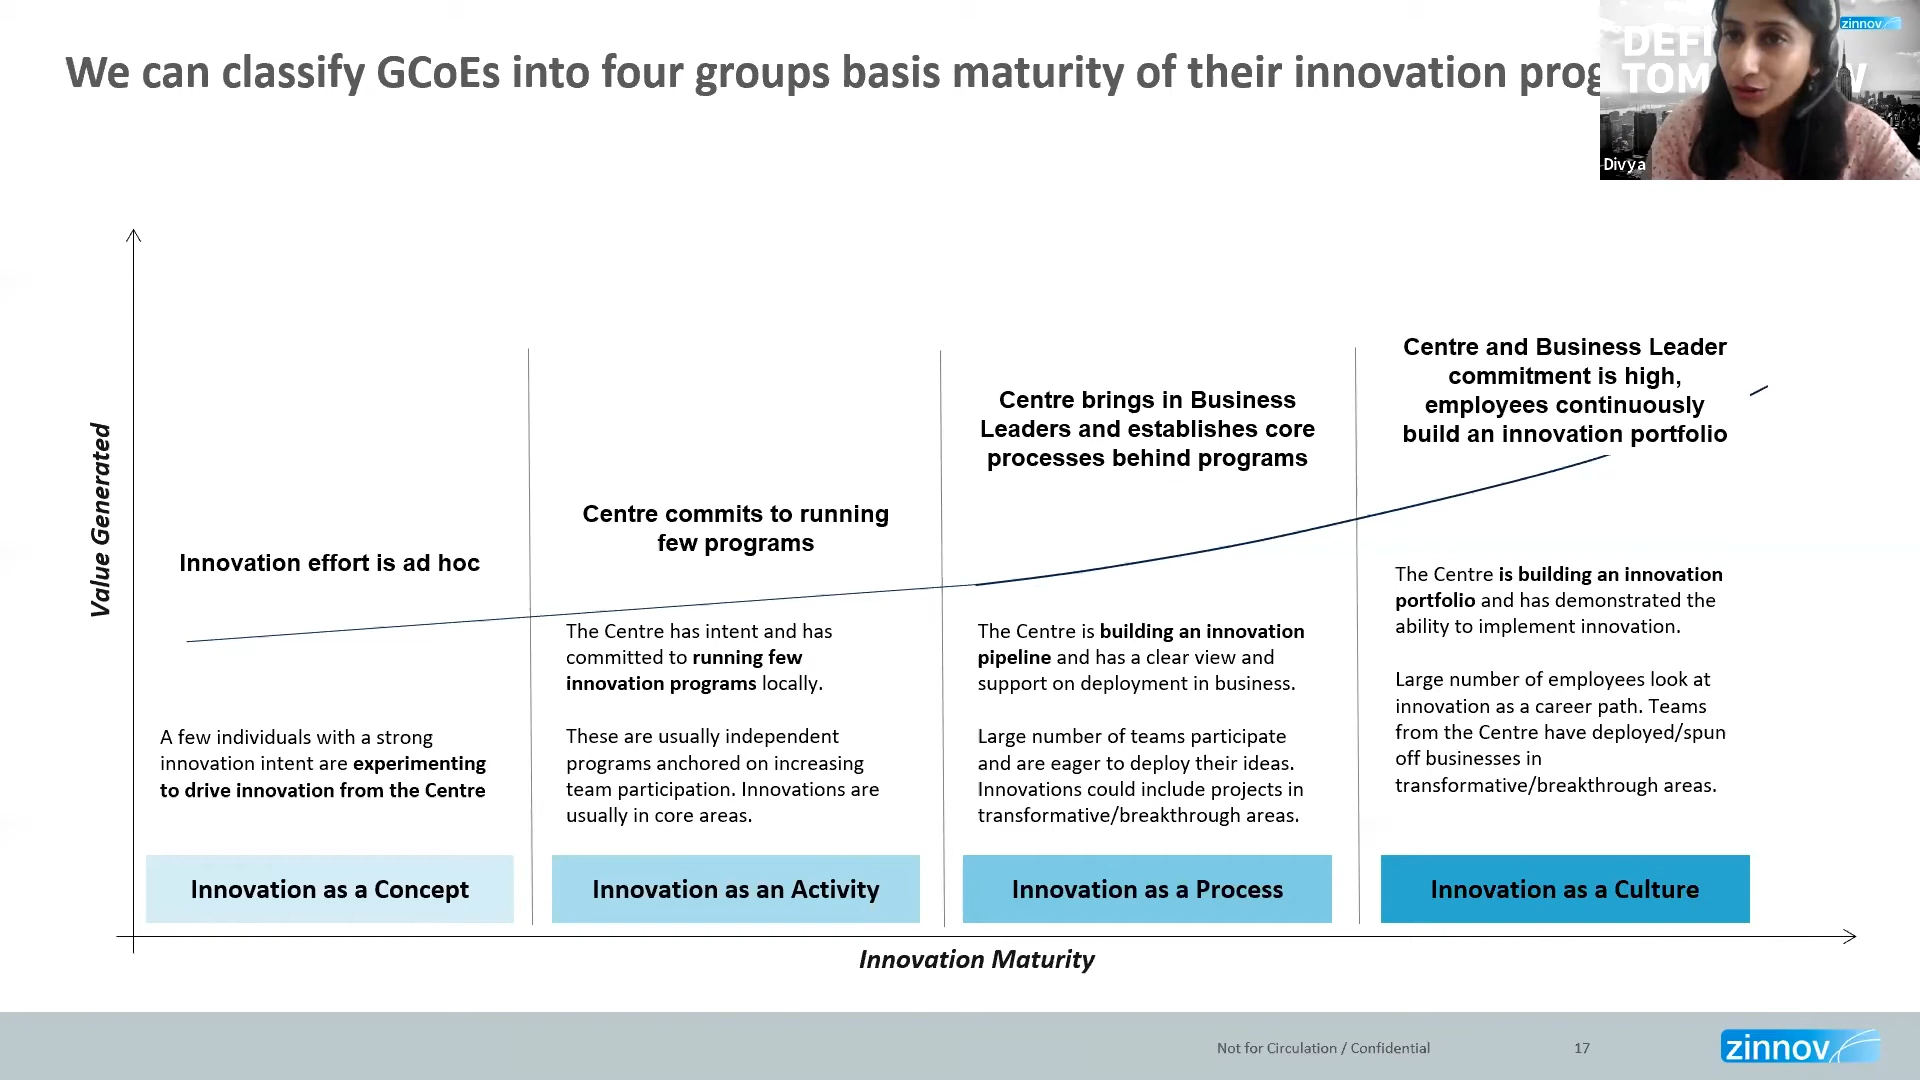 We can classify GCoEs into four groups basis maturity of their innovation
zinnov
Divya
Value Generated
Innovation effort is ad hoc
A few individuals with a strong
innovation intent are experimenting
to drive innovation from the Centre
Innovation as a Concept
Centre commits to running
few programs
The Centre has intent and has
committed to running few
innovation programs locally.
These are usually independent
programs anchored on increasing
team participation. Innovations are
usually in core areas.
Innovation as an Activity
Centre brings in Business
Leaders and establishes core
processes behind programs
The Centre is building an innovation
pipeline and has a clear view and
support on deployment in business.
Large number of teams participate
and are eager to deploy their ideas.
Innovations could include projects in
transformative/breakthrough areas.
Innovation as a Process
Centre and Business Leader
commitment is high,
employees continuously
build an innovation portfolio
The Centre is building an innovation
portfolio and has demonstrated the
ability to implement innovation.
Large number of employees look at
innovation as a career path. Teams
from the Centre have deployed/spun
off businesses in
transformative/breakthrough areas.
Innovation as a Culture
Innovation Maturity
Not for Circulation / Confidential
17
zinnov